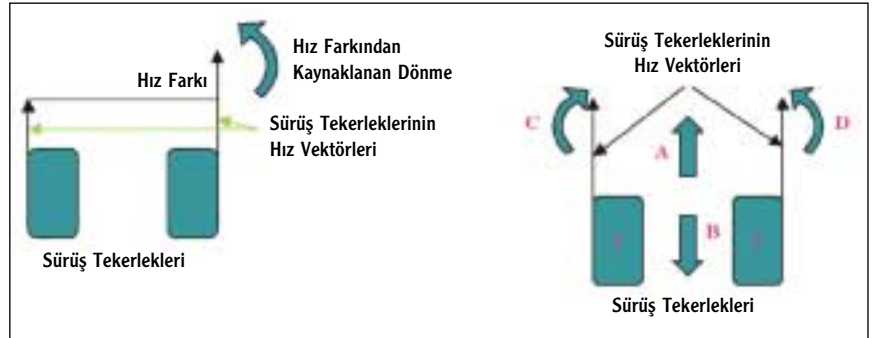 Hız Farkından
Kaynaklanan Dönme
Hız Farkı
Sürüş Tekerleklerinin
Hız Vektörleri
Sürüş Tekerlekleri
Sürüş Tekerleklerinin
Hız Vektörleri
C
D
A
B
Sürüş Tekerlekleri